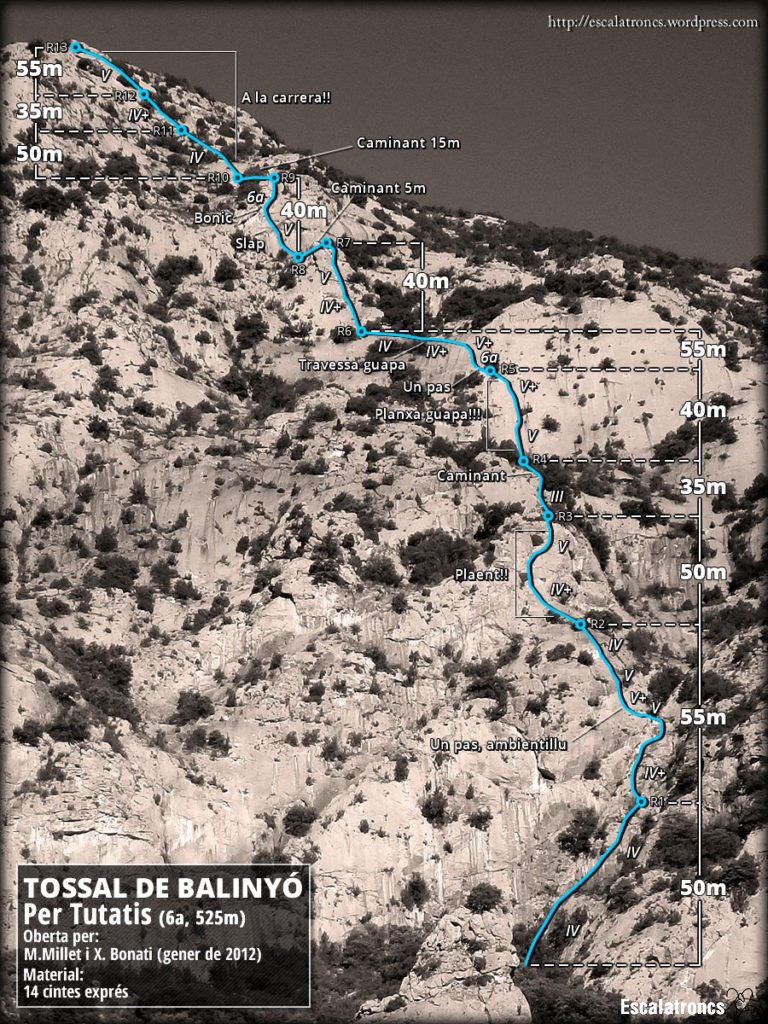 http://escalatroncs.wordpress.com
R13
55m
V
A la carrera!!
R12
35m
IV+
R11
50m
IV
Caminant 15m
R10
R9
6a
Caminant 5m
40m
Bonic
V
Slap
R7
R8
V
40m
IV+
R6
IV
IV+
V+
55m
Travessa guapa
6a
R5
Un pas
V+
40m
Planxa guapa!!!
V
R4
Caminant
35m
III
R3
V
Plaent!!
50m
IV+
R2
IV
V
V+
V
55m
Un pas, ambientillu
IV+
R1
IV
50m
IV
TOSSAL DE BALINYÓ
Per Tutatis (6a, 525m)
Oberta per:
M.Millet i X. Bonati (gener de 2012)
Material:
14 cintes exprés
Escalatroncs